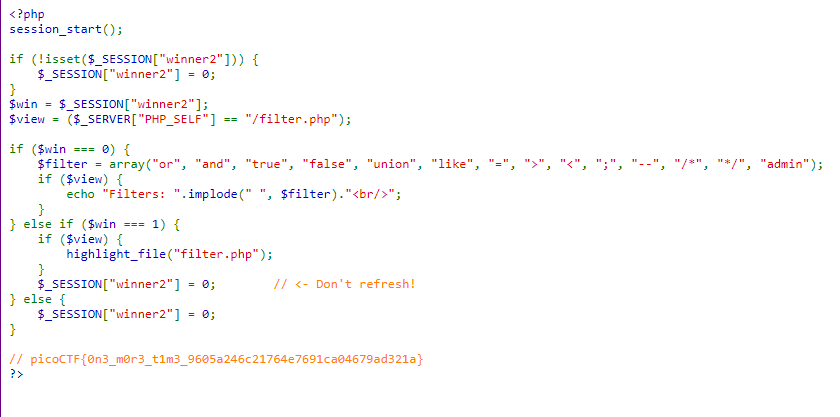 <?php
session_start();
if (!isset($_SESSION["winner2"])) {
    $_SESSION["winner2"] = 0;
}
$win = $_SESSION["winner2"];
$view = ($_SERVER["PHP_SELF"] == "/filter.php");
if ($win === 0) {
    $filter = array("or", "and", "true", "false", "union", "like", "=", ">", "<", ";", "--", "/*", "*/", "admin");
    if ($view) {
        echo "Filters: ".implode(" ", $filter)."<br/>";
    }
} else if ($win === 1) {
    if ($view) {
        highlight_file("filter.php");
    }
    $_SESSION["winner2"] = 0;        // <- Don't refresh!
} else {
    $_SESSION["winner2"] = 0;
}
// picoCTF{0n3_m0r3_t1m3_9605a246c21764e7691ca04679ad321a}
?>